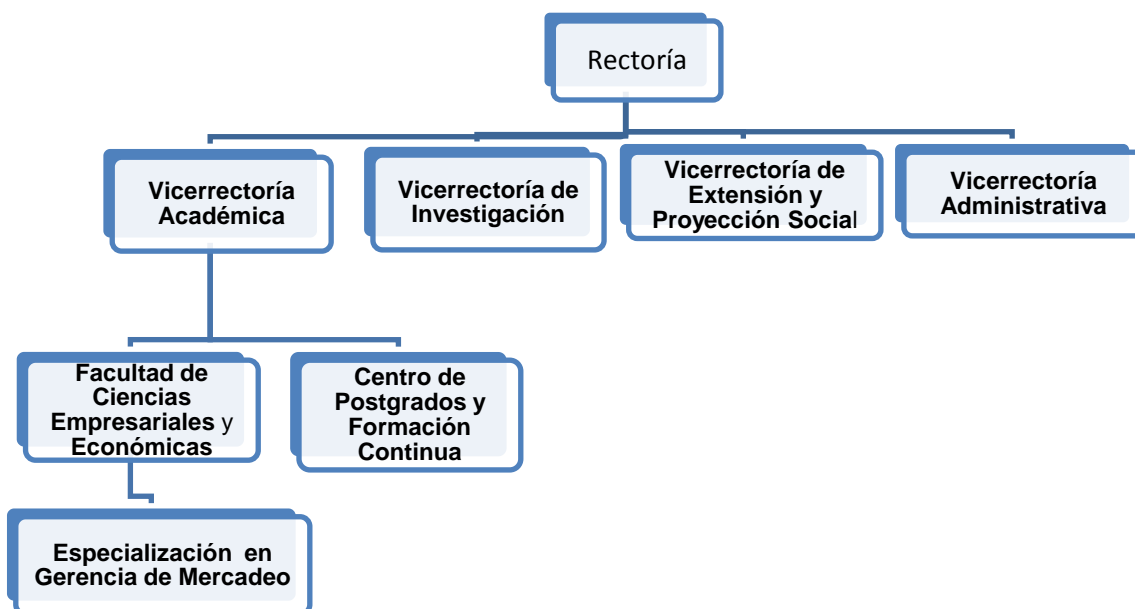 Rectoría
Vicerrectoría
Académica
Vicerrectoría de
Investigación
Vicerrectoría de
Extensión y
Proyección Social
Vicerrectoría
Administrativa
Facultad de
Ciencias
Empresariales y
Económicas
Centro de
Postgrados y
Formación
Continua
Especialización en
Gerencia de Mercadeo